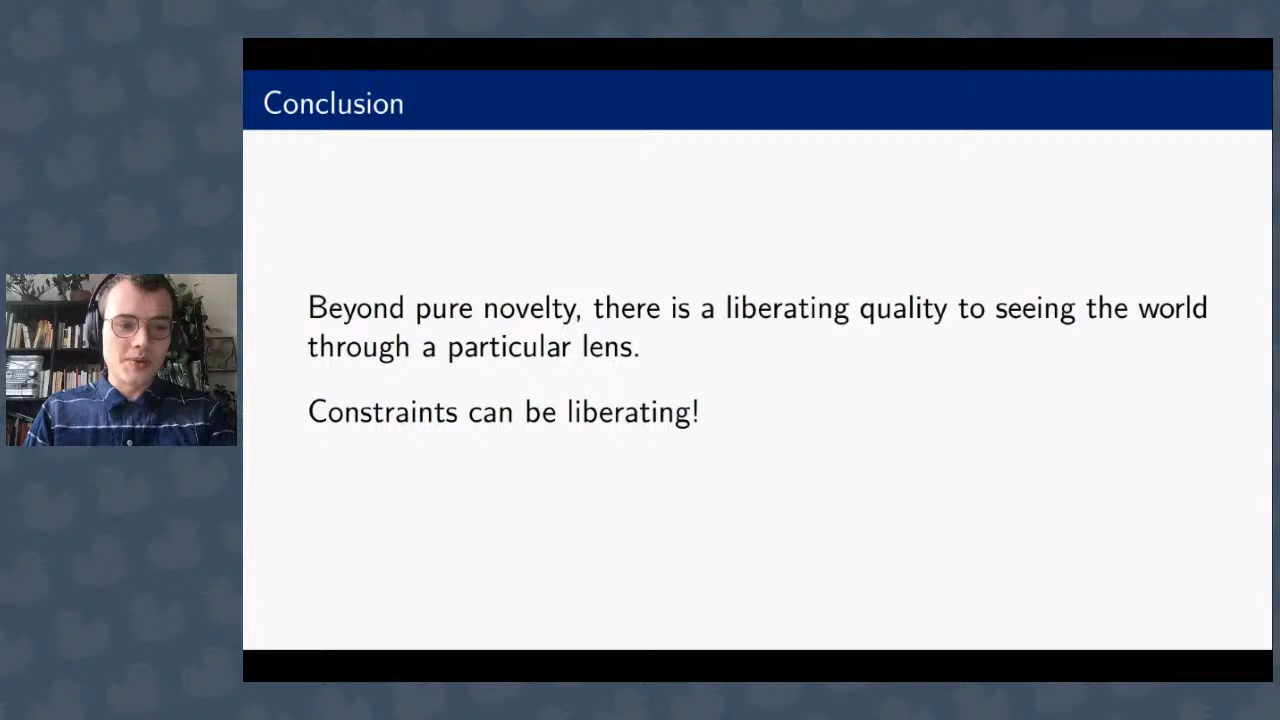 Conclusion
Beyond pure novelty, there is a liberating quality to seeing the world
through a particular lens.
Constraints can be liberating!